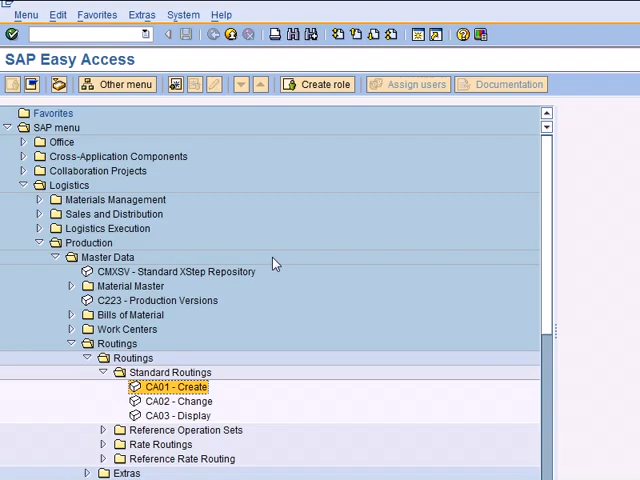 Menu Edit Favorites Extras System Help
SAP Easy Access
Other menu Create role Assign users Documentation
Favorites
SAP menu
Office
Cross-Application Components
Collaboration Projects
Logistics
Materials Management
Sales and Distribution
Logistics Execution
Production
Master Data
CMXSV - Standard XStep Repository
Material Master
C223 - Production Versions
Bills of Material
Work Centers
Routings
Routings
Standard Routings
CA01 - Create
CA02 - Change
CA03 - Display
Reference Operation Sets
Rate Routings
Reference Rate Routing
Extras